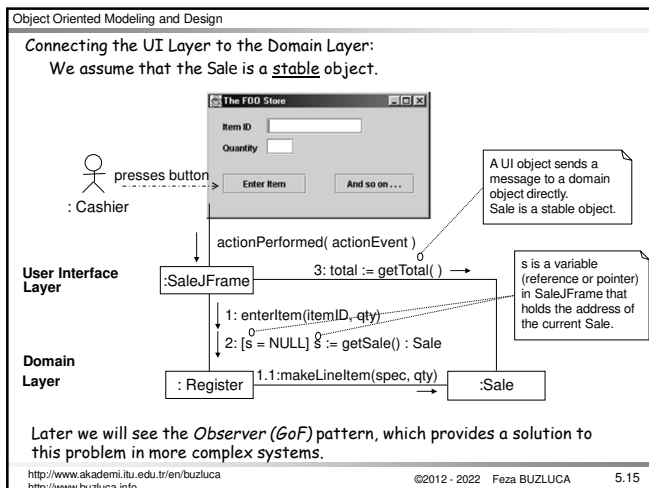 Object Oriented Modeling and Design
Connecting the UI Layer to the Domain Layer:
We assume that the Sale is a stable object.
The FOO Store
Item ID
Quantity
Enter Item
And so on ...
presses button
: Cashier
A UI object sends a
message to a domain
object directly.
Sale is a stable object.
actionPerformed( actionEvent )
User Interface
Layer
:SaleJFrame
3: total := getTotal( )
s is a variable
(reference or pointer)
in SaleJFrame that
holds the address of
the current Sale.
1: enterItem(itemID, qty)
2: [s = NULL] s := getSale() : Sale
Domain
Layer
: Register
1.1:makeLineItem(spec, qty)
:Sale
Later we will see the Observer (GoF) pattern, which provides a solution to
this problem in more complex systems.
http://www.akademi.itu.edu.tr/en/buzluca
http://www.buzluca.info
©2012 - 2022 Feza BUZLUCA
5.15